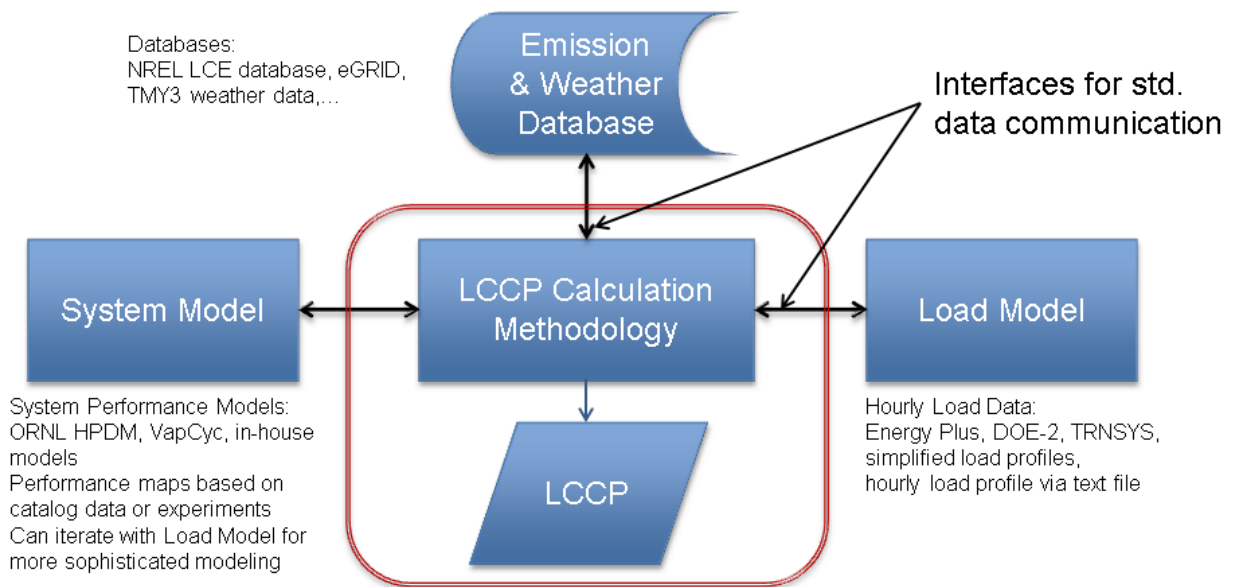 Databases:
NREL LCE database, eGRID,
TMY3 weather data,...
Emission
& Weather
Database
Interfaces for std.
data communication
System Model
LCCP Calculation
Methodology
Load Model
System Performance Models:
ORNL HPDM, VapCyc, in-house
models
Performance maps based on
catalog data or experiments
Can iterate with Load Model for
more sophisticated modeling
LCCP
Hourly Load Data:
Energy Plus, DOE-2, TRNSYS,
simplified load profiles,
hourly load profile via text file